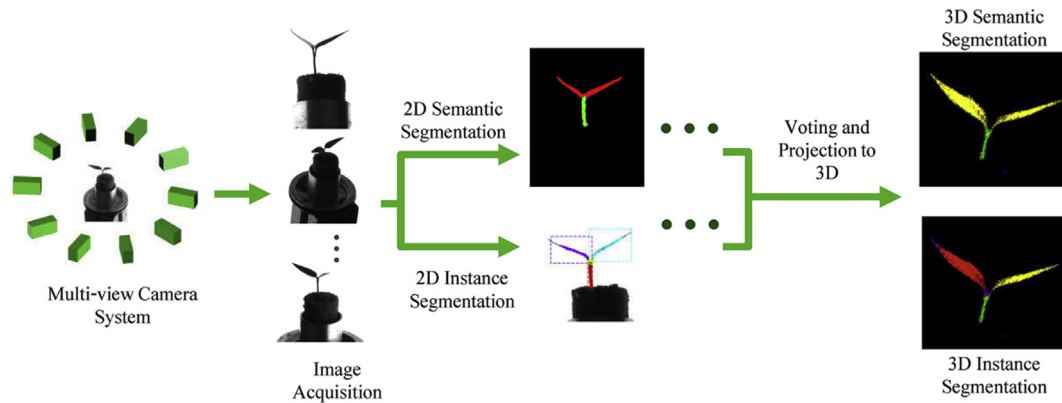 Multi-view Camera
System
Image
Acquisition
2D Semantic
Segmentation
2D Instance
Segmentation
Voting and
Projection to
3D
3D Semantic
Segmentation
3D Instance
Segmentation